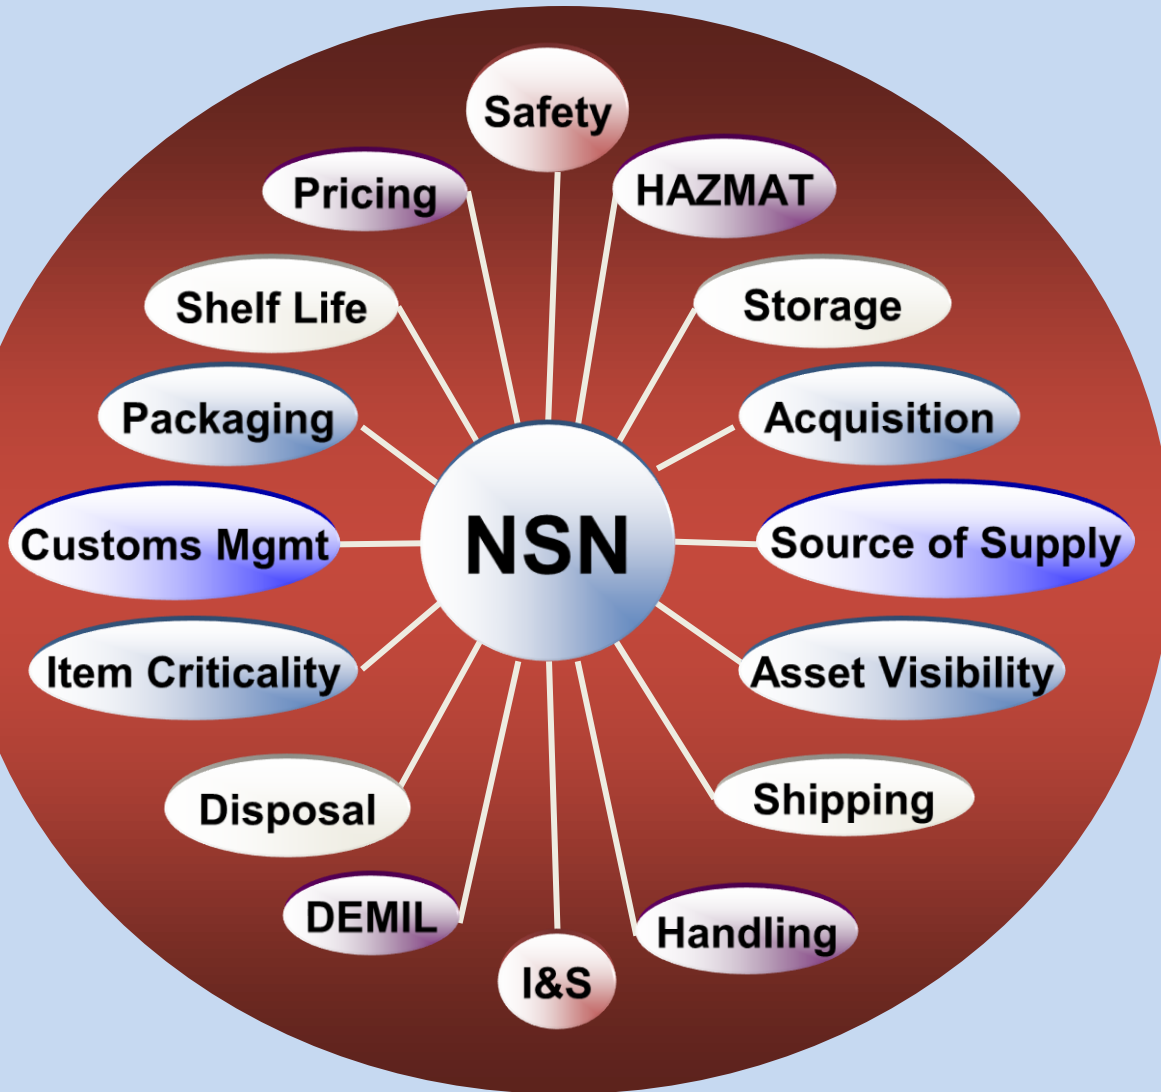 Safety
Pricing
HAZMAT
Shelf Life
Storage
Packaging
Acquisition
Customs Mgmt
NSN
Source of Supply
Item Criticality
Asset Visibility
Disposal
Shipping
DEMIL
Handling
I&S